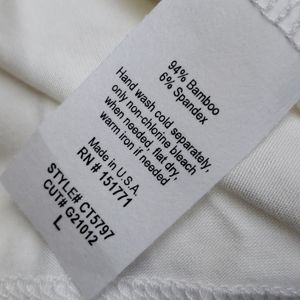 94% Bamboo
6% Spandex
Hand wash cold separately,
only non-chlorine bleach
when needed, flat dry,
warm iron if needed
Made in U.S.A.
RN # 151771
STYLE# CT5797
CUT# G21012
L